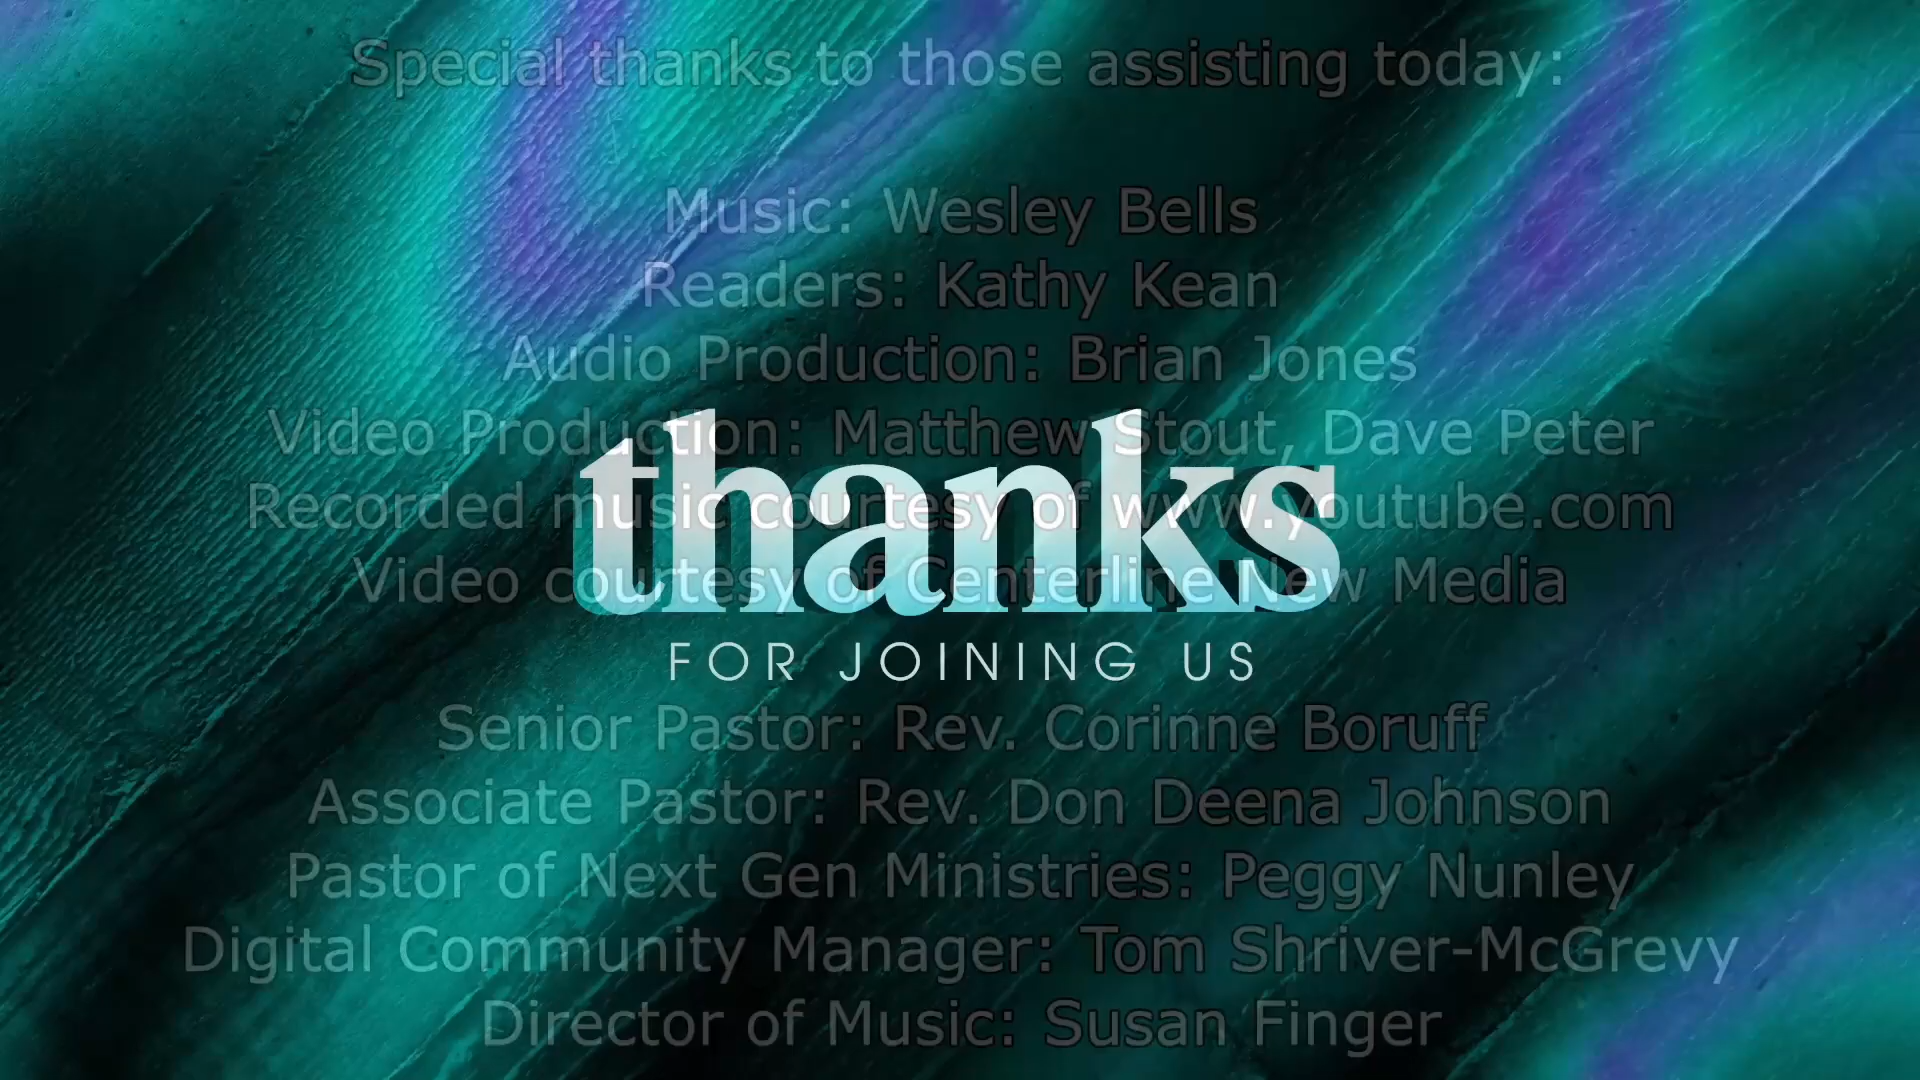 Special thanks to those assisting today:
Music: Wesley Bells
Readers: Kathy Kean
Audio Production: Brian Jones
Video Production: Matthew Stout, Dave Peter
Recorded music courtesy of www.youtube.com
Video courtesy of Centerline New Media
thanks
FOR JOINING US
Senior Pastor: Rev. Corinne Boruff
Associate Pastor: Rev. Don Deena Johnson
Pastor of Next Gen Ministries: Peggy Nunley
Digital Community Manager: Tom Shriver-McGrevy
Director of Music: Susan Finger